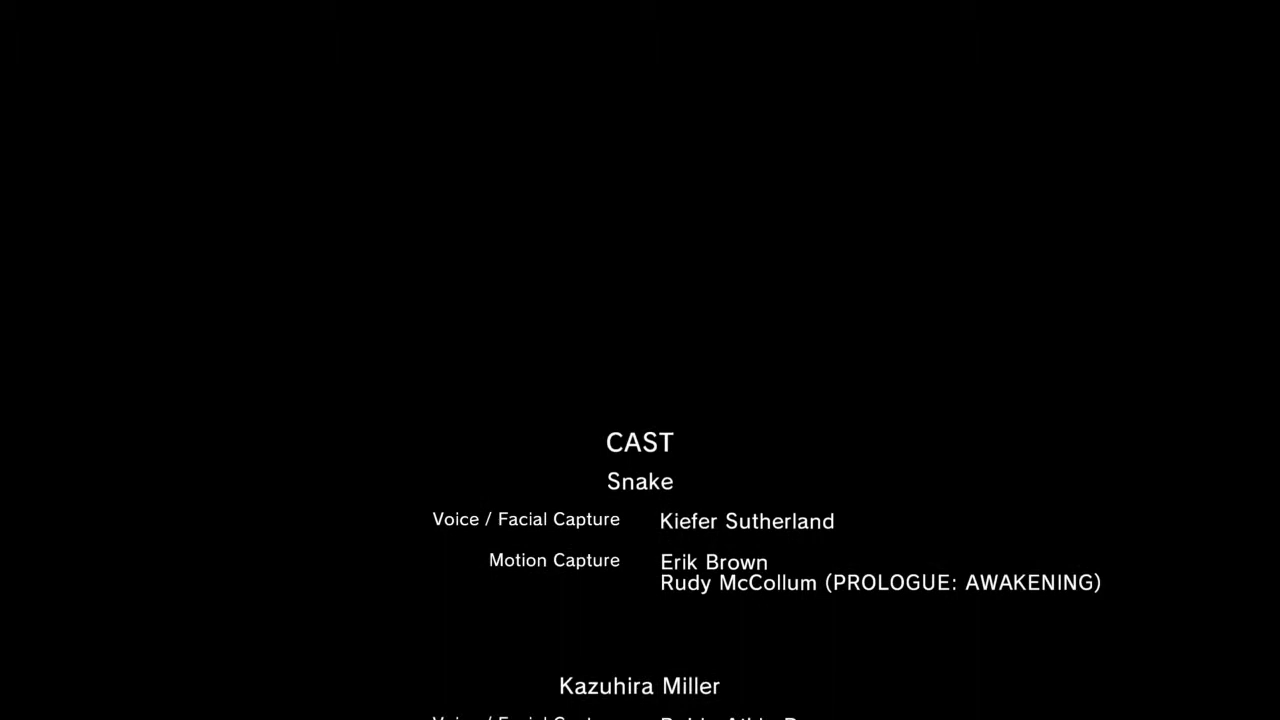 CAST
Snake
Voice / Facial Capture Kiefer Sutherland
Motion Capture Erik Brown
Rudy McCollum (PROLOGUE: AWAKENING)
Kazuhira Miller